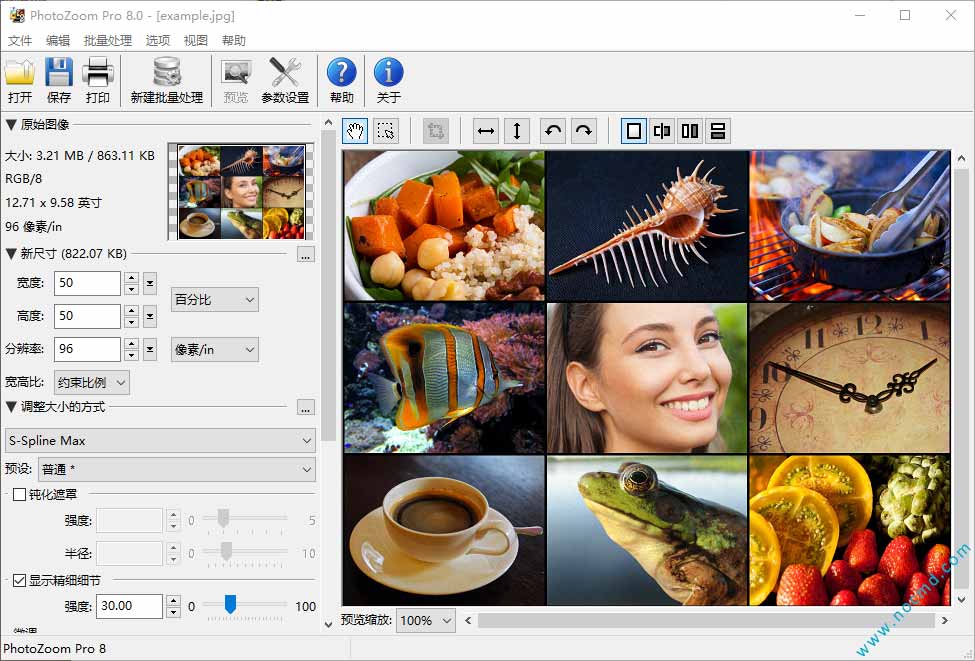 PhotoZoom Pro 8.0 - [example.jpg]
文件 编辑 批量处理 选项 视图 帮助
打开 保存 打印 新建批量处理 预览 参数设置 帮助 关于
原始图像
大小: 3.21 MB / 863.11 KB
RGB/8
12.71 x 9.58 英寸
96 像素/in
新尺寸 (822.07 KB) ...
宽度: 50
百分比
高度: 50
分辨率: 96 像素/in
宽高比: 约束比例
调整大小的方式 ...
S-Spline Max
预设: 普通 *
钝化遮罩
强度: 0 5
半径: 0 10
显示精细细节
强度: 30.00 0 100
微调
11 12 1
10
9
预览缩放: 100%
PhotoZoom Pro 8